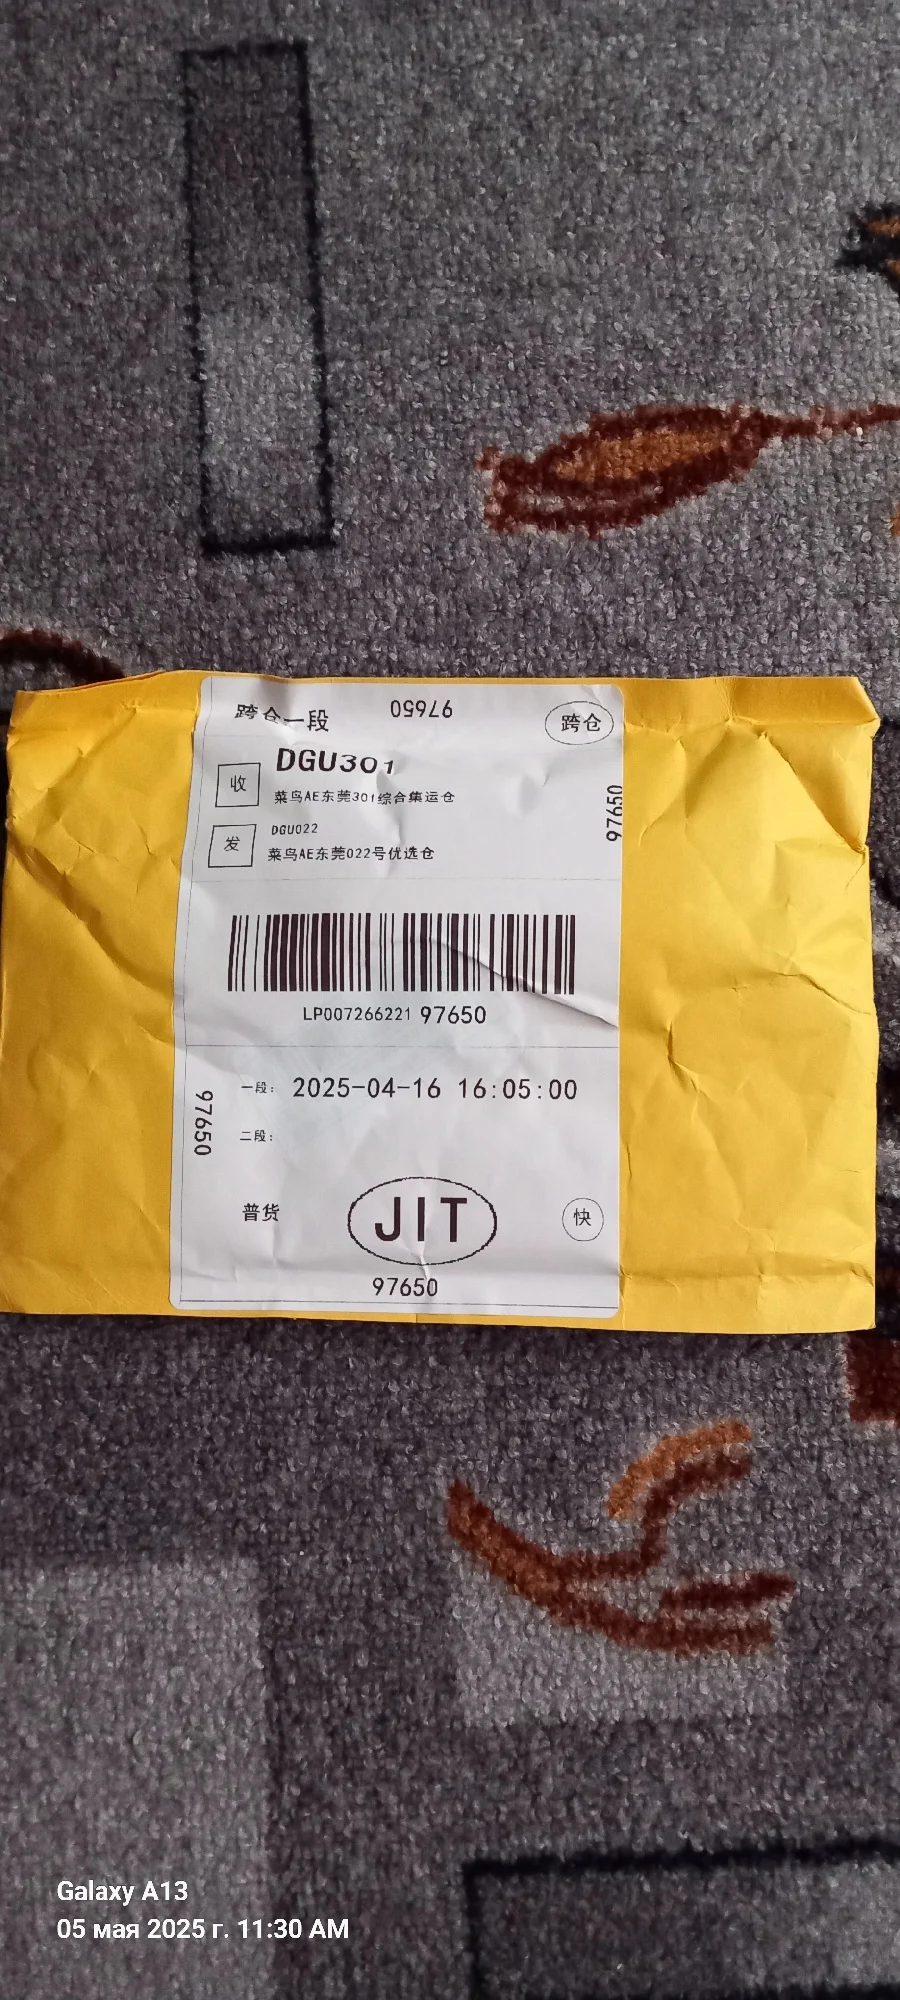 跨仓一段
97650
跨仓
收
DGU301
菜鸟AE东莞301综合集运仓
97650
发
DGU022
菜鸟AE东莞022号优选仓
LP007266221 97650
一段: 2025-04-16 16:05:00
97650
二段:
普货
JIT
快
97650
Galaxy A13
05 мая 2025 г. 11:30 AM